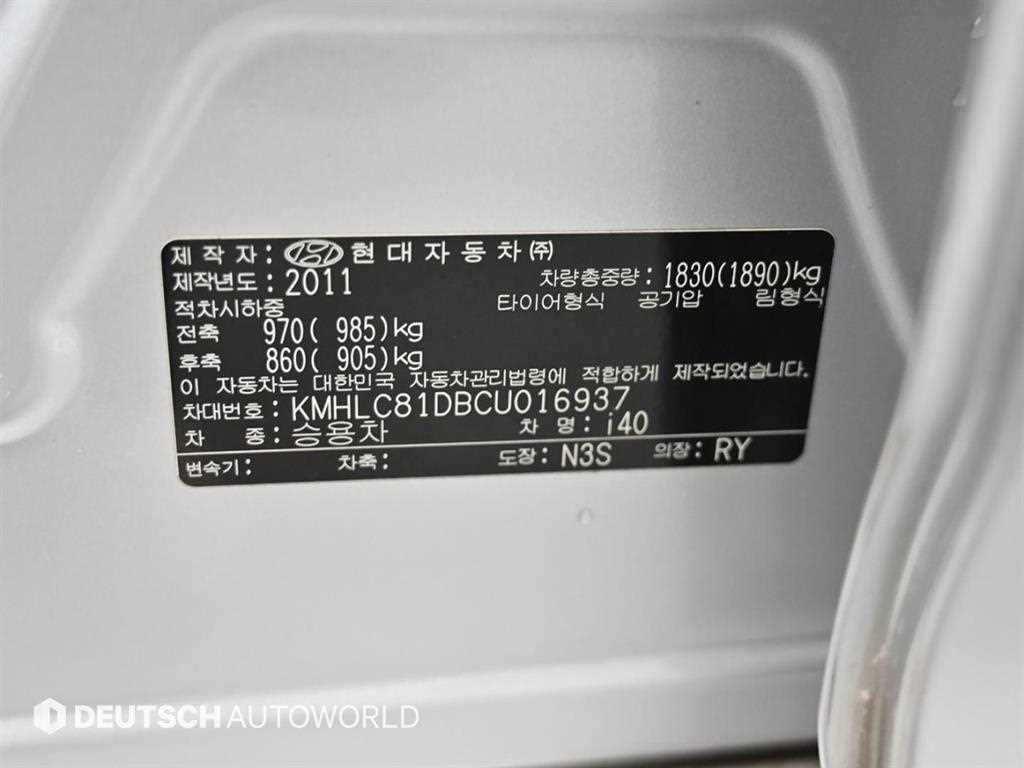 제 작 자: 현대자동차(주)
제작년도: 2011 차량총중량: 1830(1890)kg
적차시하중 타이어형식 공기압 림형식
전축 970( 985)kg
후축 860( 905)kg
이 자동차는 대한민국 자동차관리법령에 적합하게 제작되었습니다.
차대번호: KMHLC81DBCU016937
차 종: 승용차 차 명: i40
변속기: 차축: 도장: N3S 의장: RY
DEUTSCH AUTOWORLD